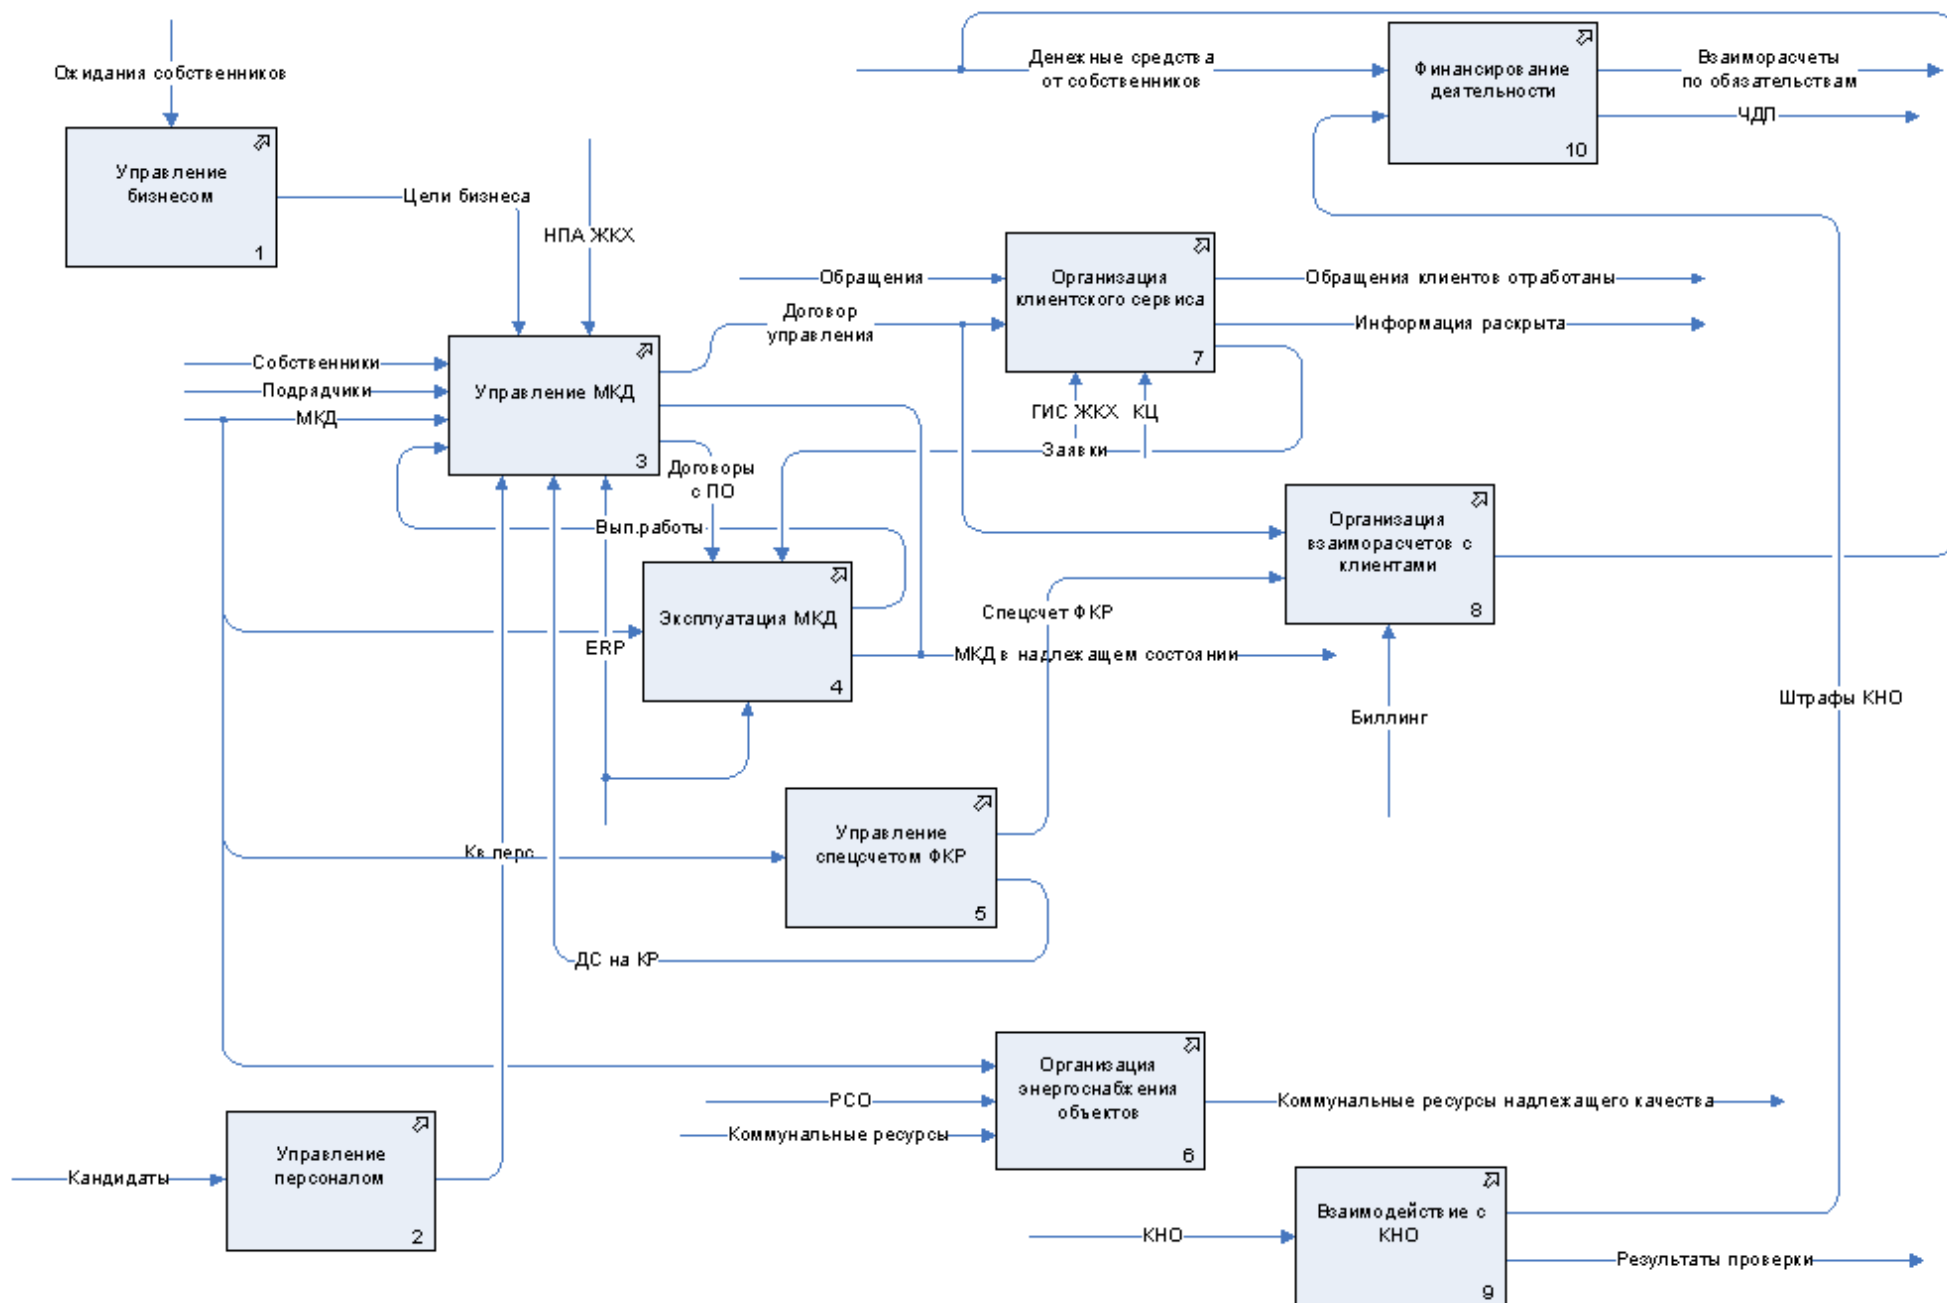 Ожидания собственников
Управление
бизнесом
1
Цели бизнеса
НПА ЖКХ
Денежные средства
от собственников
Финансирование
деятельности
10
Взаиморасчеты
по обязательствам
ЧДП
Обращения
Договор
управления
Организация
клиентского сервиса
7
Обращения клиентов отработаны
Информация раскрыта
Собственники
Подрядчики
МКД
Управление МКД
3
ГИС ЖКХ
КЦ
Заявки
Договоры
с ПО
Вып.работы
Организация
взаиморасчетов с
клиентами
8
Эксплуатация МКД
4
ERP
Спецсчет ФКР
МКД в надлежащем состоянии
Биллинг
Штрафы КНО
Управление
спецсчетом ФКР
5
Кв.перс
ДС на КР
Организация
энергоснабжения
объектов
6
РСО
Коммунальные ресурсы
Коммунальные ресурсы надлежащего качества
Кандидаты
Управление
персоналом
2
КНО
Взаимодействие с
КНО
9
Результаты проверки